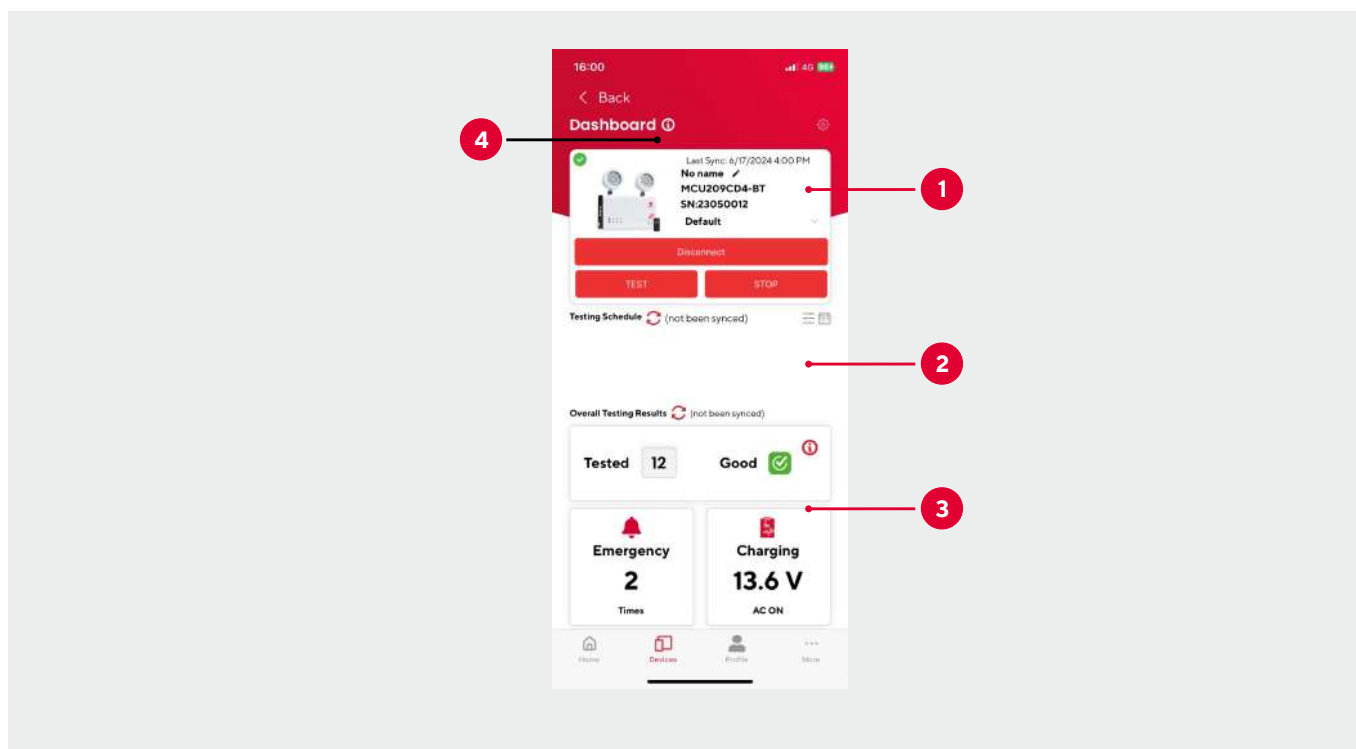 16:00
4G 96
Back
Dashboard
4
Last Sync: 6/17/2024 4:00 PM
No name
MCU209CD4-BT
1
SN:23050012
Default
Disconnect
TEST
STOP
Testing Schedule (not been synced)
2
Overall Testing Results (not been synced)
Tested 12 Good
3
Emergency
2
Times
Charging
13.6 V
AC ON
Home
Devices
Profile
More